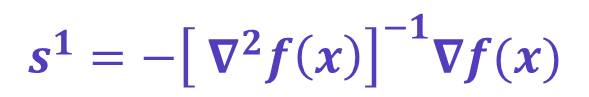 s¹ = −[ ∇²f(x)]⁻¹∇f(x)